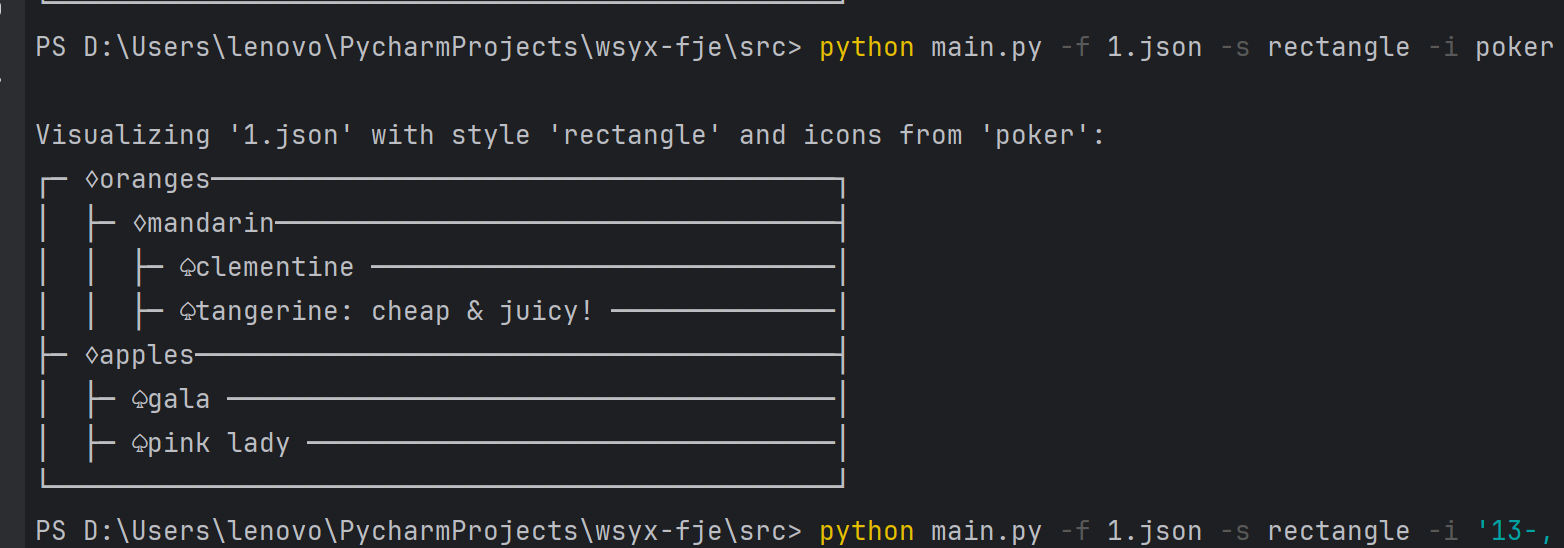 PS D:\Users\lenovo\PycharmProjects\wsyx-fje\src> python main.py -f 1.json -s rectangle -i poker
Visualizing '1.json' with style 'rectangle' and icons from 'poker':
┌─ ♢oranges───────────────────────────────────────┐
│  ├─ ♢mandarin───────────────────────────────────┤
│  │  ├─ ♤clementine ─────────────────────────────│
│  │  ├─ ♤tangerine: cheap & juicy! ──────────────│
├─ ♢apples────────────────────────────────────────┤
│  ├─ ♤gala ──────────────────────────────────────│
│  ├─ ♤pink lady ─────────────────────────────────│
└─────────────────────────────────────────────────┘
PS D:\Users\lenovo\PycharmProjects\wsyx-fje\src> python main.py -f 1.json -s rectangle -i '13-,